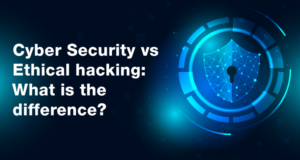 Cyber Security vs
Ethical hacking:
What is the
difference?